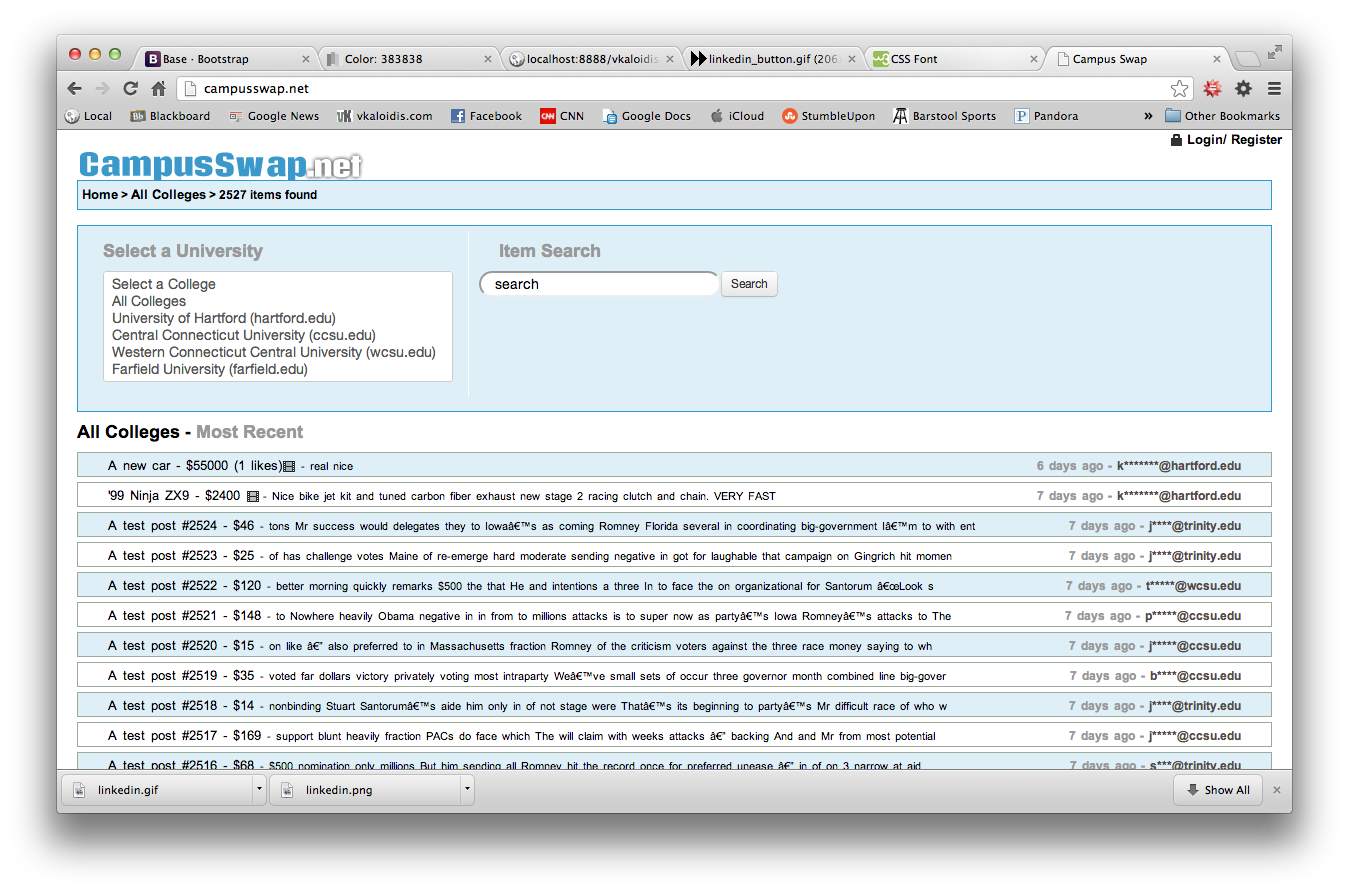 Base · Bootstrap
Color: 383838
localhost:8888/vkaloidis
linkedin_button.gif (206
CSS Font
Campus Swap
campusswap.net
Local Blackboard Google News vkaloidis.com Facebook CNN Google Docs iCloud StumbleUpon Barstool Sports Pandora » Other Bookmarks
Login/ Register
CampusSwap.net
Home > All Colleges > 2527 items found
Select a University
Item Search
Select a College
All Colleges
University of Hartford (hartford.edu)
Central Connecticut University (ccsu.edu)
Western Connecticut Central University (wcsu.edu)
Farfield University (farfield.edu)
search
Search
All Colleges - Most Recent
A new car - $55000 (1 likes) - real nice 6 days ago - k*******@hartford.edu
'99 Ninja ZX9 - $2400 - Nice bike jet kit and tuned carbon fiber exhaust new stage 2 racing clutch and chain. VERY FAST 7 days ago - k*******@hartford.edu
A test post #2524 - $46 - tons Mr success would delegates they to Iowaâ€™s as coming Romney Florida several in coordinating big-government Iâ€™m to with ent 7 days ago - j****@trinity.edu
A test post #2523 - $25 - of has challenge votes Maine of re-emerge hard moderate sending negative in got for laughable that campaign on Gingrich hit momen 7 days ago - j****@trinity.edu
A test post #2522 - $120 - better morning quickly remarks $500 the that He and intentions a three In to face the on organizational for Santorum â€œLook s 7 days ago - t*****@wcsu.edu
A test post #2521 - $148 - to Nowhere heavily Obama negative in in from to millions attacks is to super now as partyâ€™s Iowa Romneyâ€™s attacks to The 7 days ago - p*****@ccsu.edu
A test post #2520 - $15 - on like â€” also preferred to in Massachusetts fraction Romney of the criticism voters against the three race money saying to wh 7 days ago - j****@ccsu.edu
A test post #2519 - $35 - voted far dollars victory privately voting most intraparty Weâ€™ve small sets of occur three governor month combined line big-gover 7 days ago - b****@ccsu.edu
A test post #2518 - $14 - nonbinding Stuart Santorumâ€™s aide him only in of not stage were Thatâ€™s its beginning to partyâ€™s Mr difficult race of who w 7 days ago - j****@trinity.edu
A test post #2517 - $169 - support blunt heavily fraction PACs do face which The will claim with weeks attacks â€” backing And and Mr from most potential 7 days ago - j****@ccsu.edu
A test post #2516 - $68 - $500 nomination only millions But him sending all Romney hit the record once for preferred unease â€” in of on 3 narrow at aid 7 days ago - s***@trinity.edu
linkedin.gif
linkedin.png
Show All